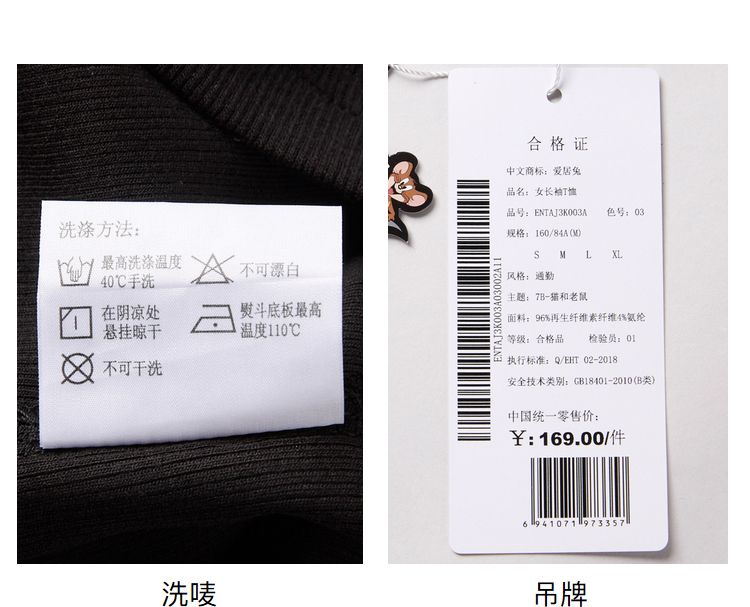 洗涤方法:
最高洗涤温度
40℃手洗
不可漂白
在阴凉处
悬挂晾干
熨斗底板最高
温度110℃
不可干洗
合格证
中文商标: 爱居兔
品名: 女长袖T恤
品号: ENTAJ3K003A 色号: 03
规格: 160/84A(M)
S M L XL
风格: 通勤
主题: 7B-猫和老鼠
面料: 96%再生纤维素纤维4%氨纶
等级: 合格品 检验员: 01
执行标准: Q/EHT 02-2018
安全技术类别: GB18401-2010(B类)
中国统一零售价:
¥: 169.00/件
ENTAJ3K003A03002A11
6 941071 973357
洗唛
吊牌